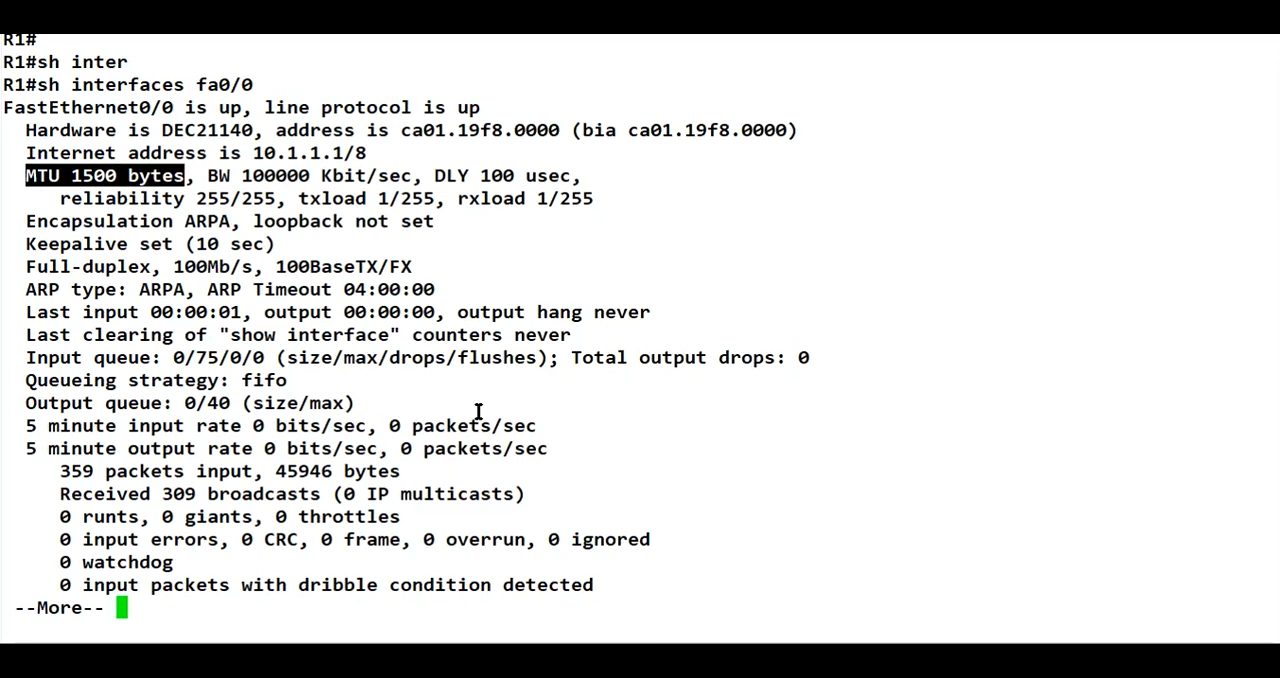 R1#
R1#sh inter
R1#sh interfaces fa0/0
FastEthernet0/0 is up, line protocol is up
Hardware is DEC21140, address is ca01.19f8.0000 (bia ca01.19f8.0000)
Internet address is 10.1.1.1/8
MTU 1500 bytes, BW 100000 Kbit/sec, DLY 100 usec,
reliability 255/255, txload 1/255, rxload 1/255
Encapsulation ARPA, loopback not set
Keepalive set (10 sec)
Full-duplex, 100Mb/s, 100BaseTX/FX
ARP type: ARPA, ARP Timeout 04:00:00
Last input 00:00:01, output 00:00:00, output hang never
Last clearing of "show interface" counters never
Input queue: 0/75/0/0 (size/max/drops/flushes); Total output drops: 0
Queueing strategy: fifo
Output queue: 0/40 (size/max)
5 minute input rate 0 bits/sec, 0 packets/sec
5 minute output rate 0 bits/sec, 0 packets/sec
359 packets input, 45946 bytes
Received 309 broadcasts (0 IP multicasts)
0 runts, 0 giants, 0 throttles
0 input errors, 0 CRC, 0 frame, 0 overrun, 0 ignored
0 watchdog
0 input packets with dribble condition detected
--More--